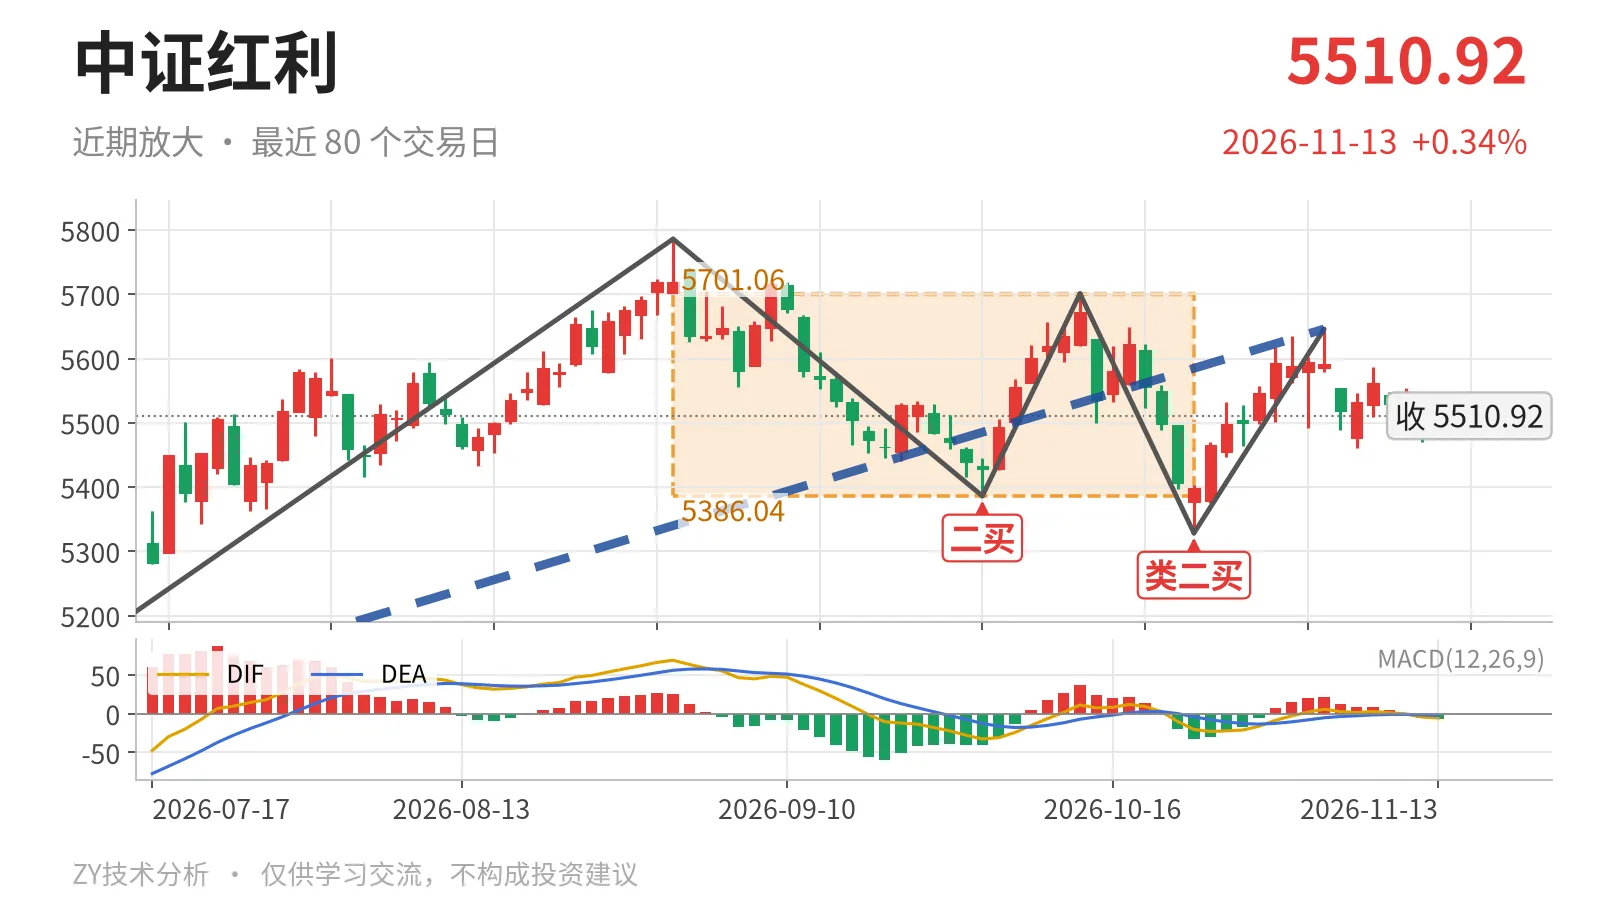 中证红利
5510.92
近期放大 • 最近 80 个交易日
2026-11-13 +0.34%
5800
5700
5600
5500
5400
5300
5200
5701.06
5386.04
二买
类二买
收 5510.92
50
0
-50
DIF
DEA
MACD(12,26,9)
2026-07-17
2026-08-13
2026-09-10
2026-10-16
2026-11-13
ZY技术分析 • 仅供学习交流，不构成投资建议